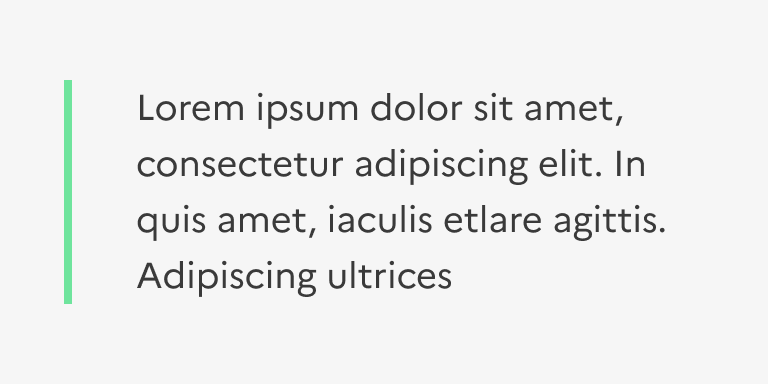 Lorem ipsum dolor sit amet,
consectetur adipiscing elit. In
quis amet, iaculis etlare agittis.
Adipiscing ultrices